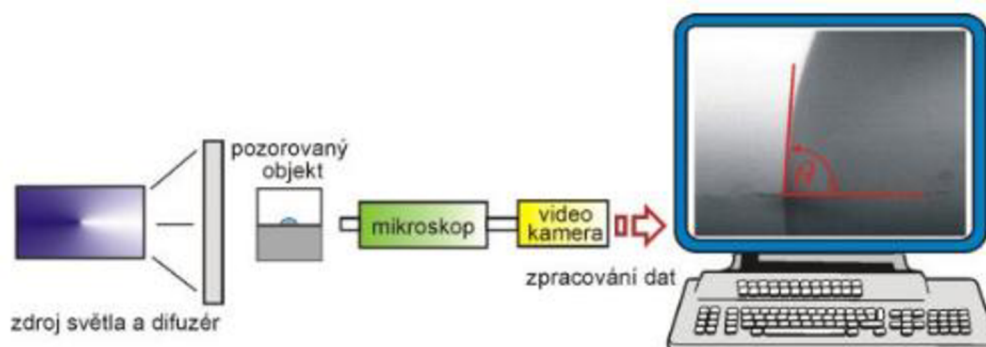 pozorovaný
objekt
mikroskop
video
kamera
zpracování dat
zdroj světla a difuzér